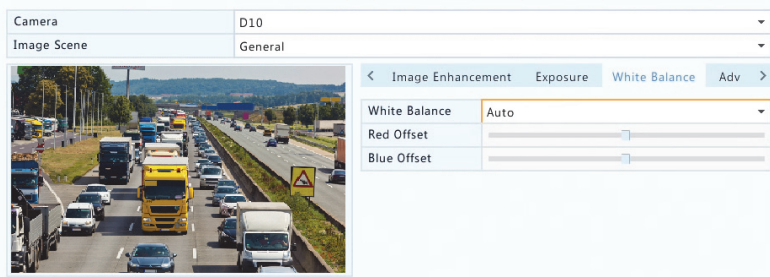 Camera D10
Image Scene General
< Image Enhancement Exposure White Balance Adv >
White Balance Auto
Red Offset
Blue Offset